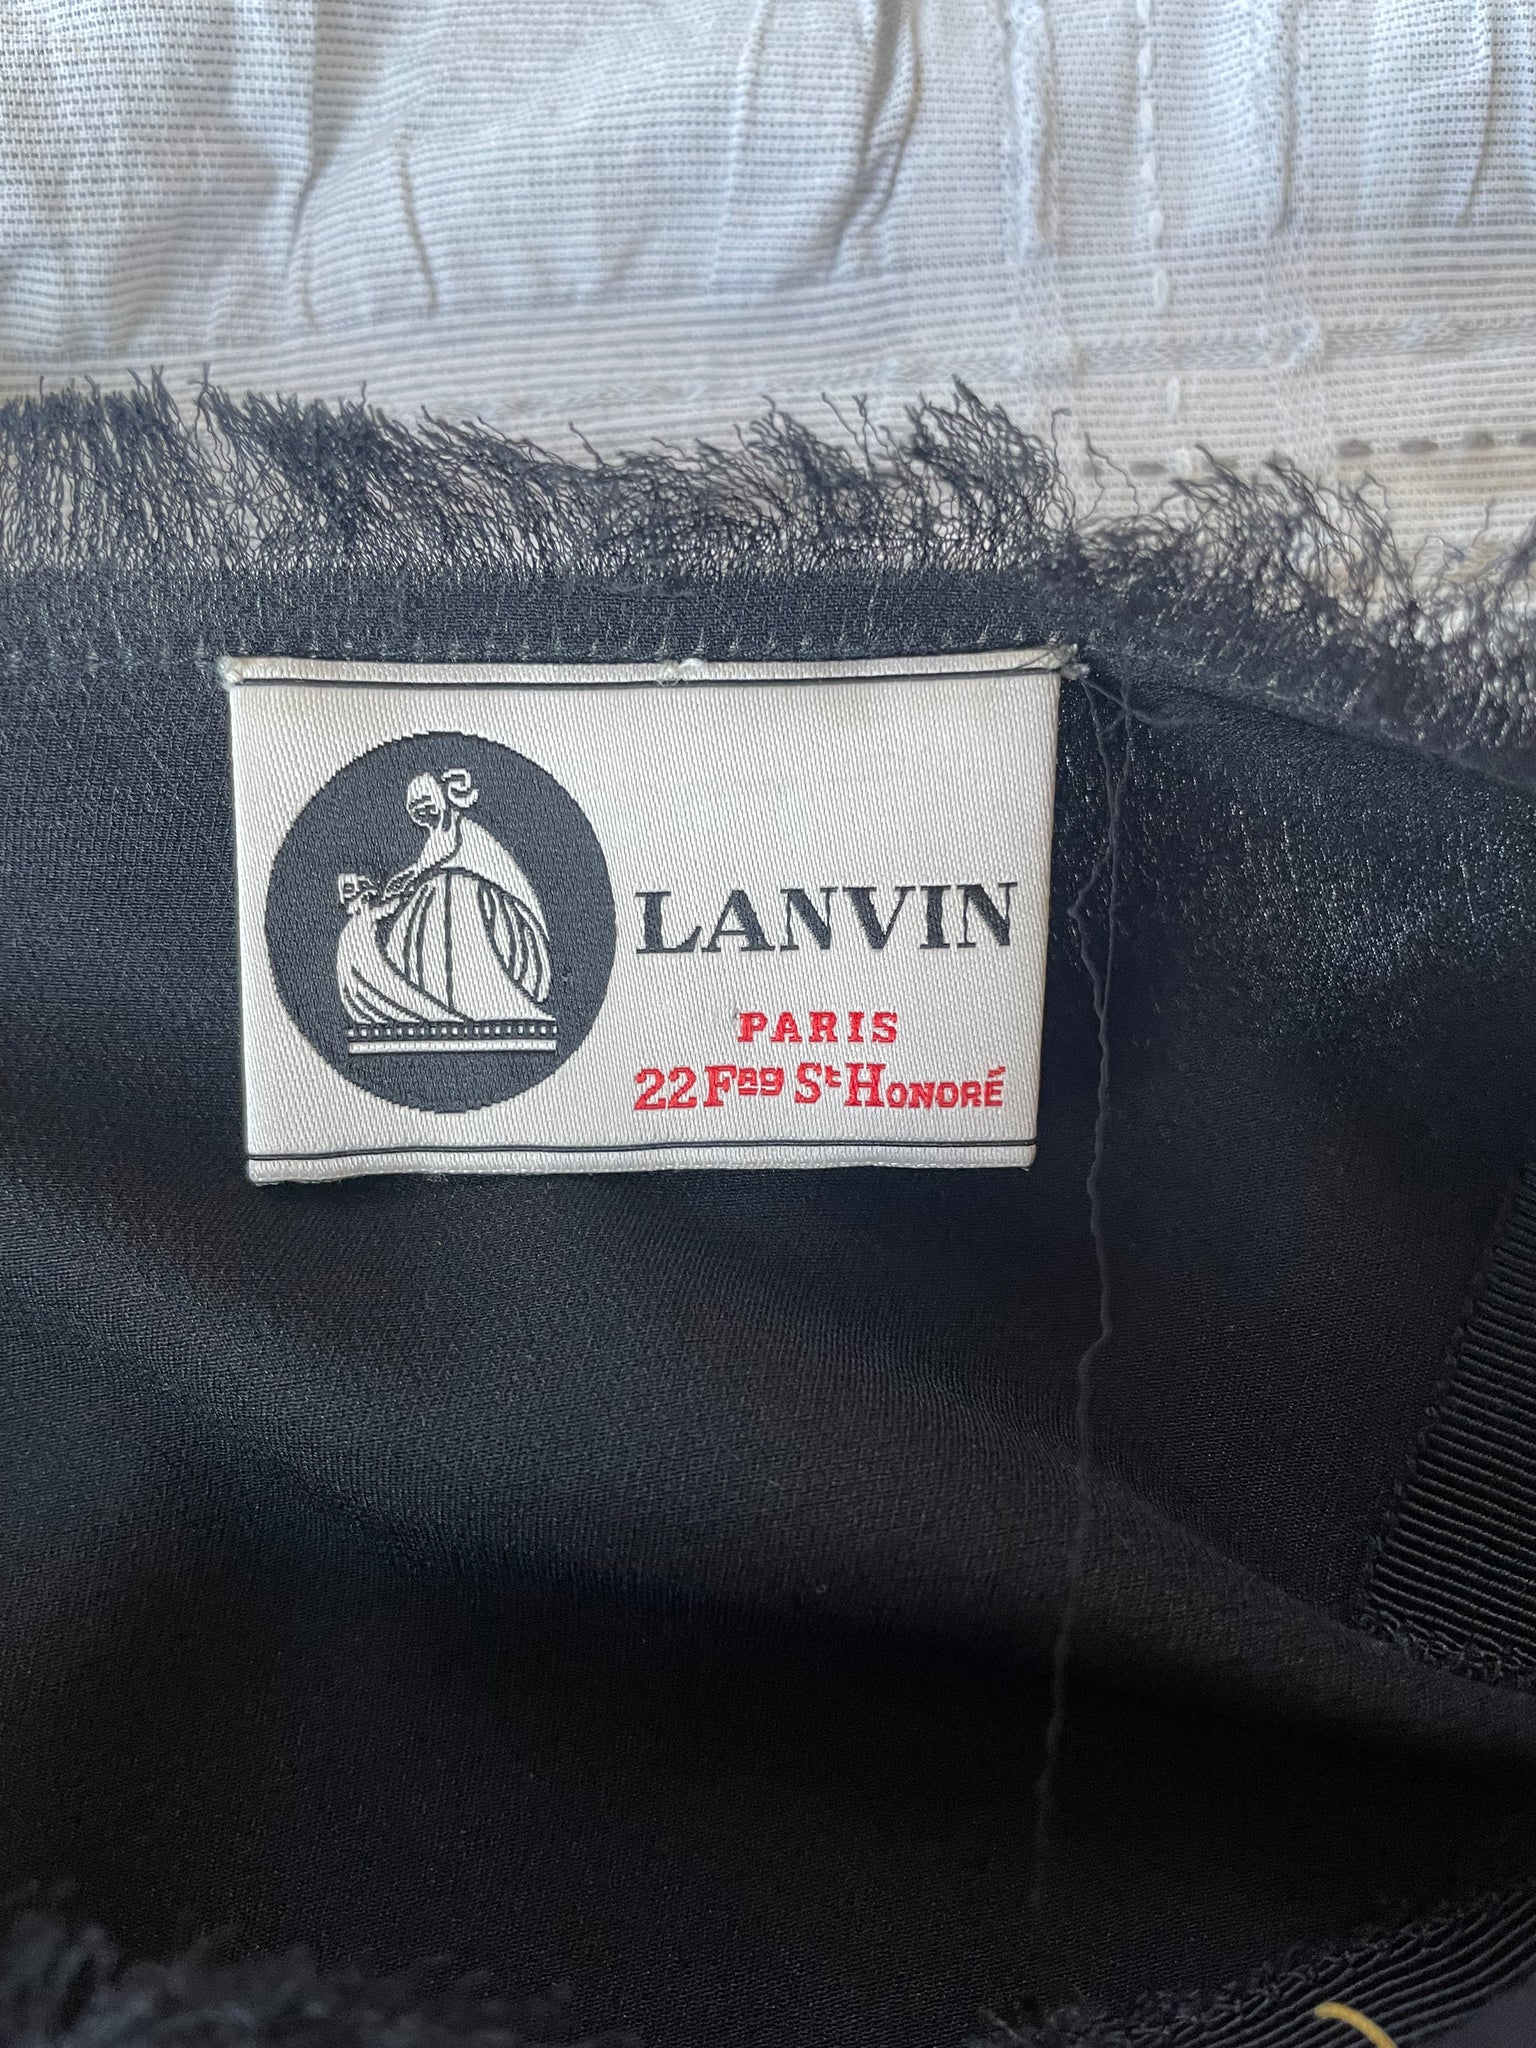 LANVIN
PARIS
22 Fbg St HONORÉ